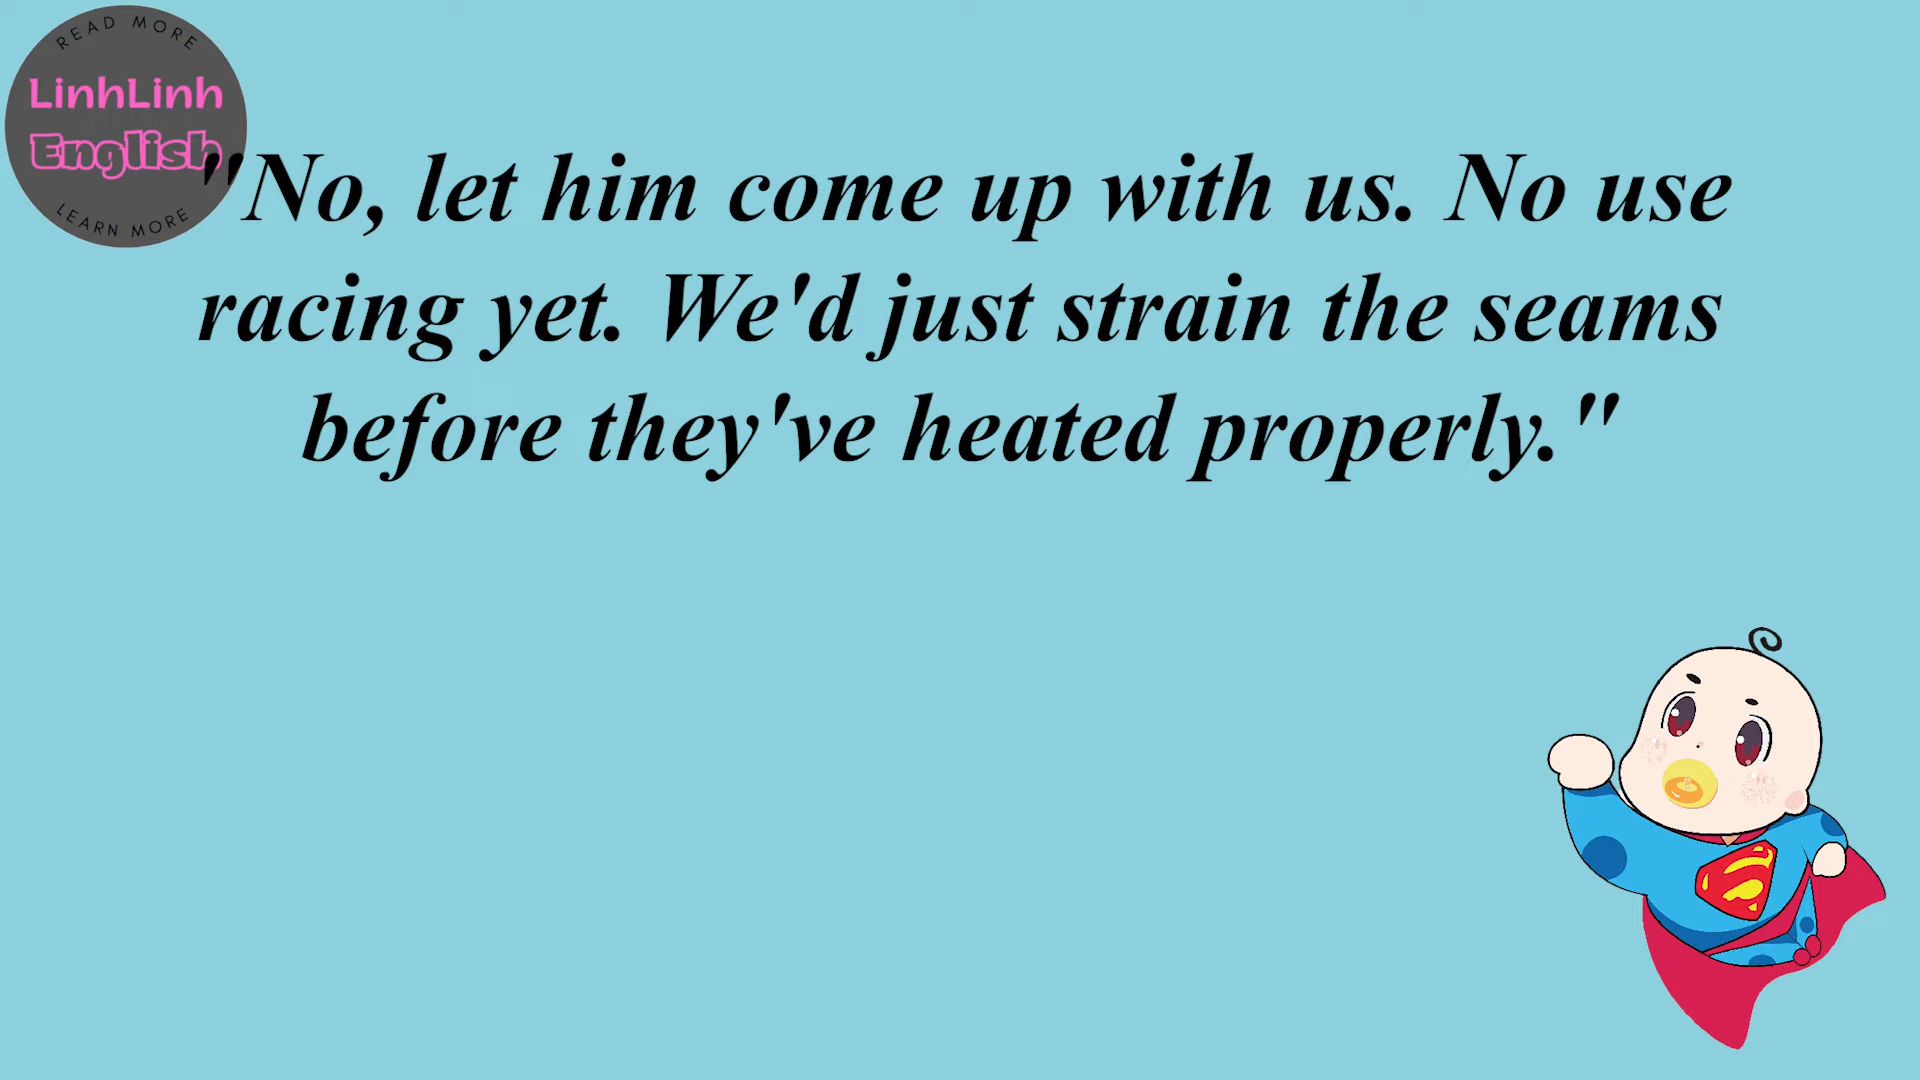 READ MORE
LinhLinh
English
LEARN MORE
"No, let him come up with us. No use
racing yet. We'd just strain the seams
before they've heated properly."